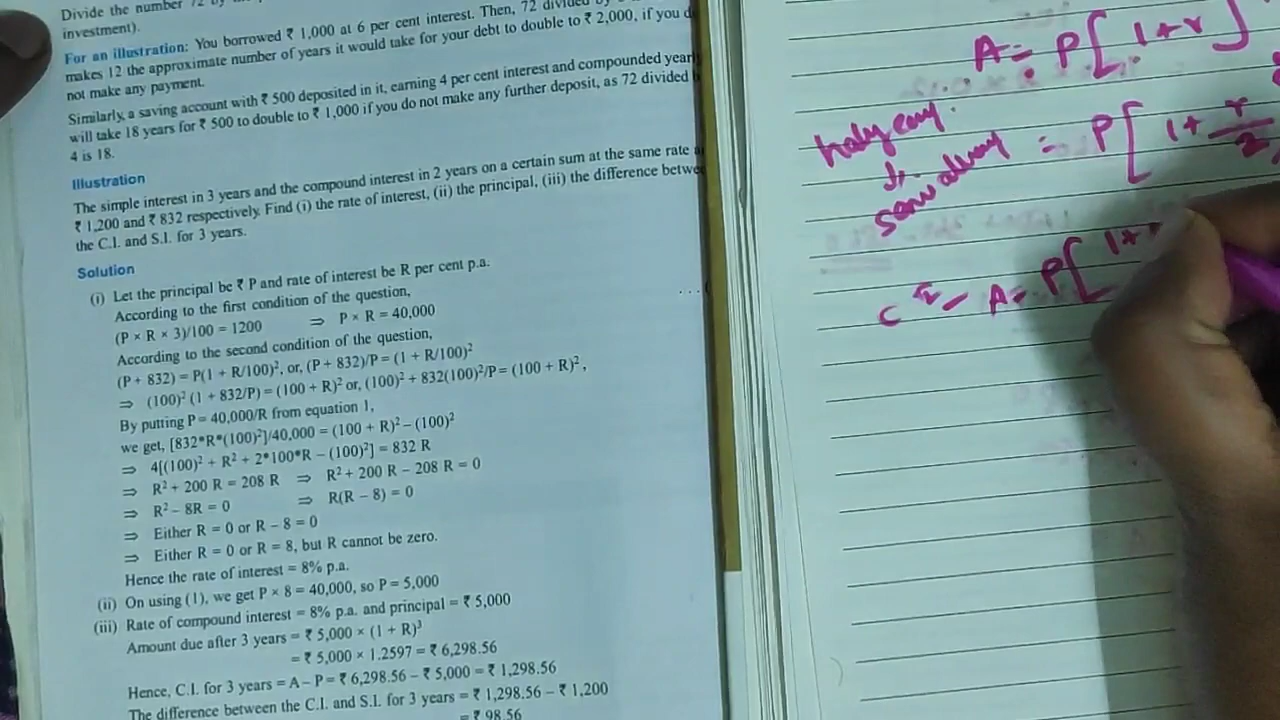 Divide the number 72 by
investment).
For an illustration: You borrowed ₹ 1,000 at 6 per cent interest. Then, 72 divided by
makes 12 the approximate number of years it would take for your debt to double to ₹ 2,000, if you d
not make any payment.
Similarly, a saving account with ₹ 500 deposited in it, earning 4 per cent interest and compounded yearl
will take 18 years for ₹ 500 to double to ₹ 1,000 if you do not make any further deposit, as 72 divided b
4 is 18.
Illustration
The simple interest in 3 years and the compound interest in 2 years on a certain sum at the same rate a
₹ 1,200 and ₹ 832 respectively. Find (i) the rate of interest, (ii) the principal, (iii) the difference betwee
the C.I. and S.I. for 3 years.
Solution
(i) Let the principal be ₹ P and rate of interest be R per cent p.a.
According to the first condition of the question,
(P × R × 3)/100 = 1200 ⇒ P × R = 40,000
According to the second condition of the question,
(P + 832) = P(1 + R/100)², or, (P + 832)/P = (1 + R/100)²
⇒ (100)² (1 + 832/P) = (100 + R)² or, (100)² + 832(100)²/P= (100 + R)²,
By putting P = 40,000/R from equation 1,
we get, [832*R*(100)²]/40,000 = (100 + R)² – (100)²
⇒ 4[(100)² + R² + 2*100*R – (100)²] = 832 R
⇒ R² + 200 R = 208 R ⇒ R² + 200 R – 208 R = 0
⇒ R² – 8R = 0 ⇒ R(R – 8) = 0
⇒ Either R = 0 or R – 8 = 0
⇒ Either R = 0 or R = 8, but R cannot be zero.
Hence the rate of interest = 8% p.a.
(ii) On using (1), we get P × 8 = 40,000, so P = 5,000
(iii) Rate of compound interest = 8% p.a. and principal = ₹ 5,000
Amount due after 3 years = ₹ 5,000 × (1 + R)³
= ₹ 5,000 × 1.2597 = ₹ 6,298.56
Hence, C.I. for 3 years = A – P = ₹ 6,298.56 – ₹ 5,000 = ₹ 1,298.56
The difference between the C.I. and S.I. for 3 years = ₹ 1,298.56 – ₹ 1,200
= ₹ 98.56
A = P[ 1+r ]
= P[ 1+ r/2
A = P[ 1+